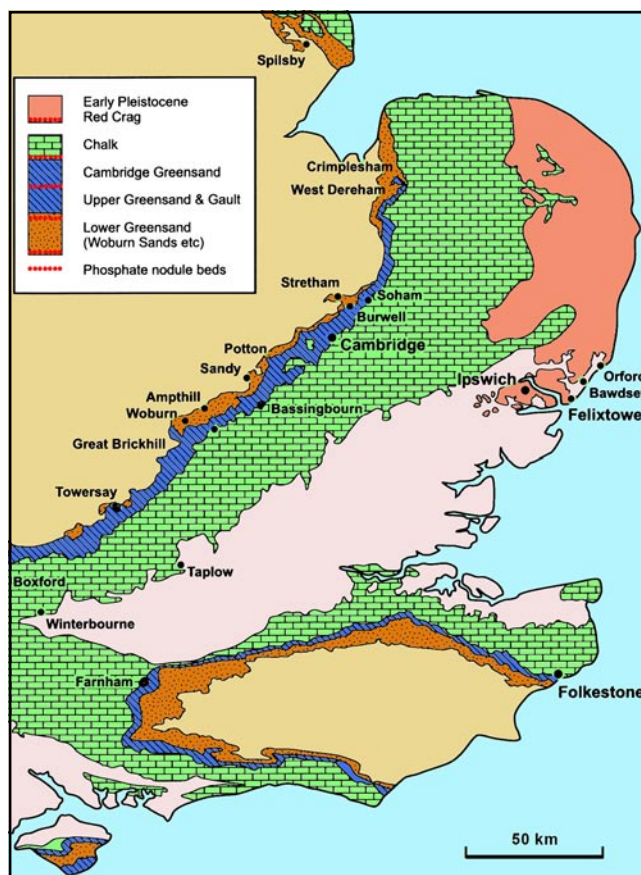 Spilsby
Early Pleistocene
Red Crag
Chalk
Cambridge Greensand
Upper Greensand & Gault
Lower Greensand
(Woburn Sands etc)
Phosphate nodule beds
Crimplesham
West Dereham
Stretham
Soham
Burwell
Potton
Cambridge
Sandy
Ampthill
Woburn
Bassingbourn
Great Brickhill
Ipswich
Orford
Bawdse
Felixtowe
Towersay
Taplow
Boxford
Winterbourne
Farnham
Folkestone
50 km